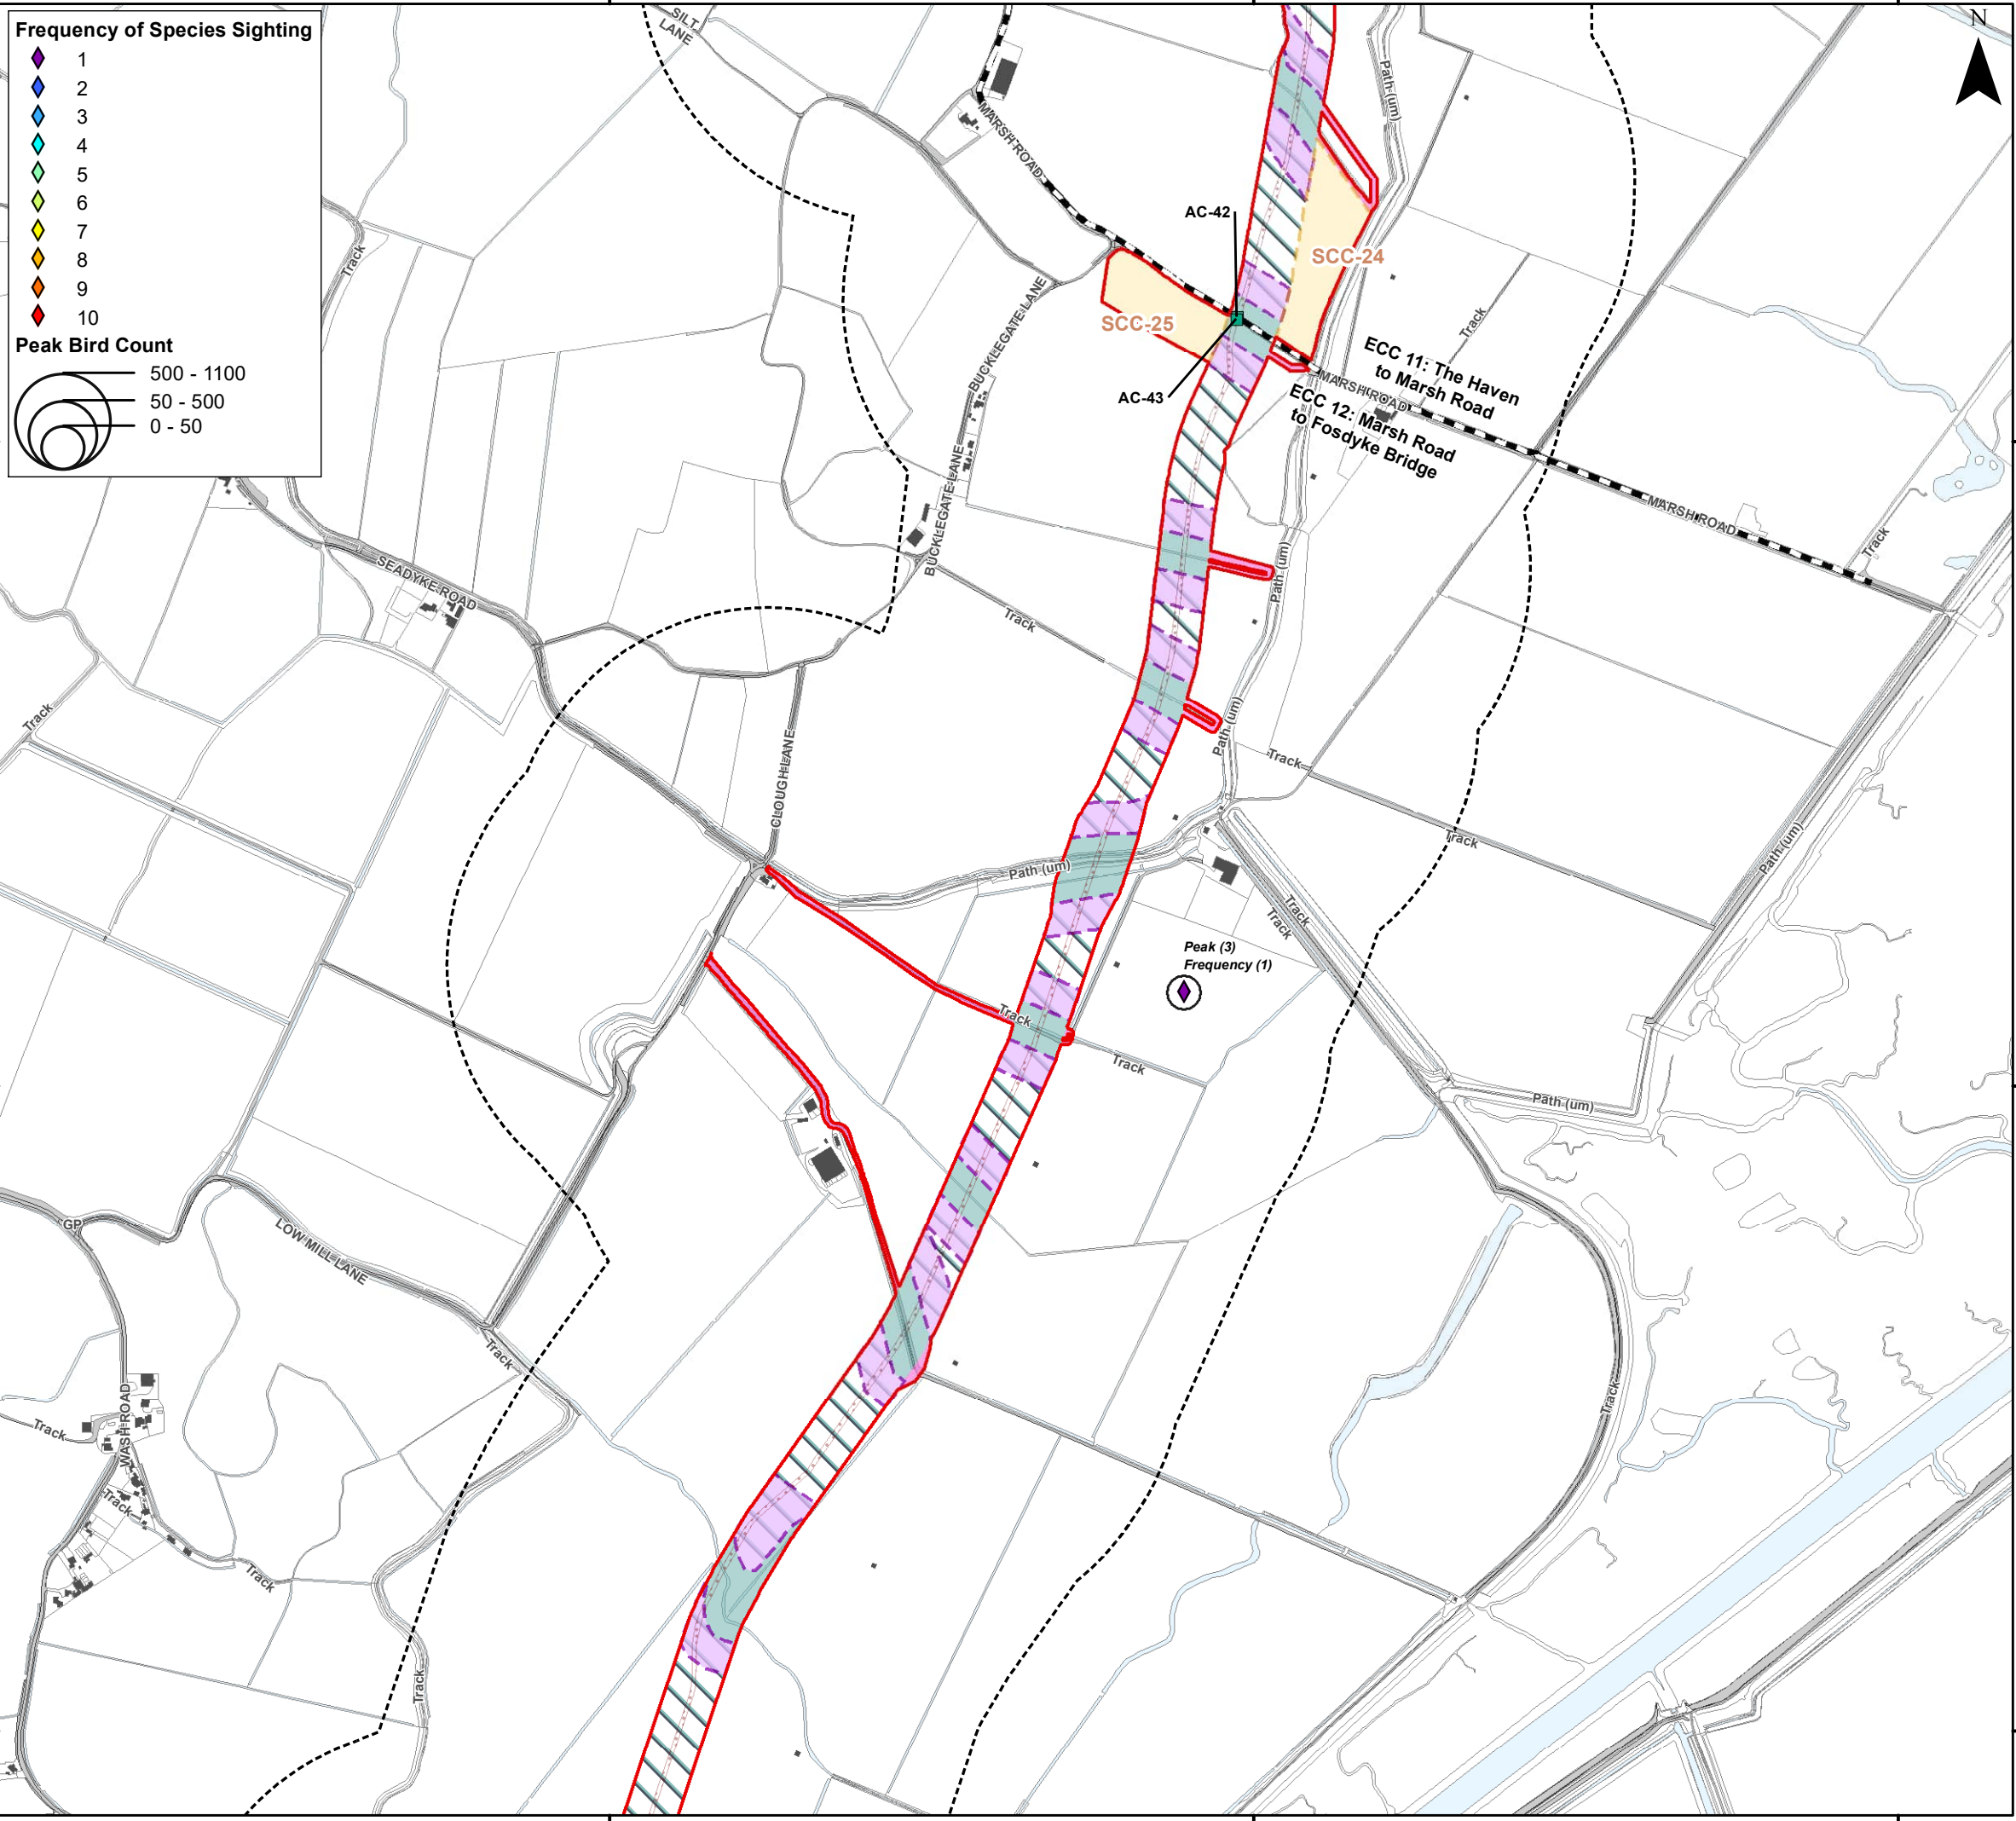 Frequency of Species Sighting
1
2
3
4
5
6
7
8
9
10
Peak Bird Count
500 - 1100
50 - 500
0 - 50
N
SILT
LANE
MARSH ROAD
Path (um)
Track
AC-42
SCC-24
SCC-25
AC-43
BUCKLEGATE LANE
Track
ECC 11: The Haven
to Marsh Road
MARSH ROAD
ECC 12: Marsh Road
to Fosdyke Bridge
MARSH ROAD
Track
BUCKLEGATE LANE
SEADYKE ROAD
Path (um)
Track
Track
Path (um)
Track
CLOUGH LANE
Track
Path (um)
Path (um)
Track
Track
Peak (3)
Frequency (1)
Track
Track
Path (um)
GP
LOW MILL LANE
Track
Track
WASH ROAD
Track
Track
Track
Track